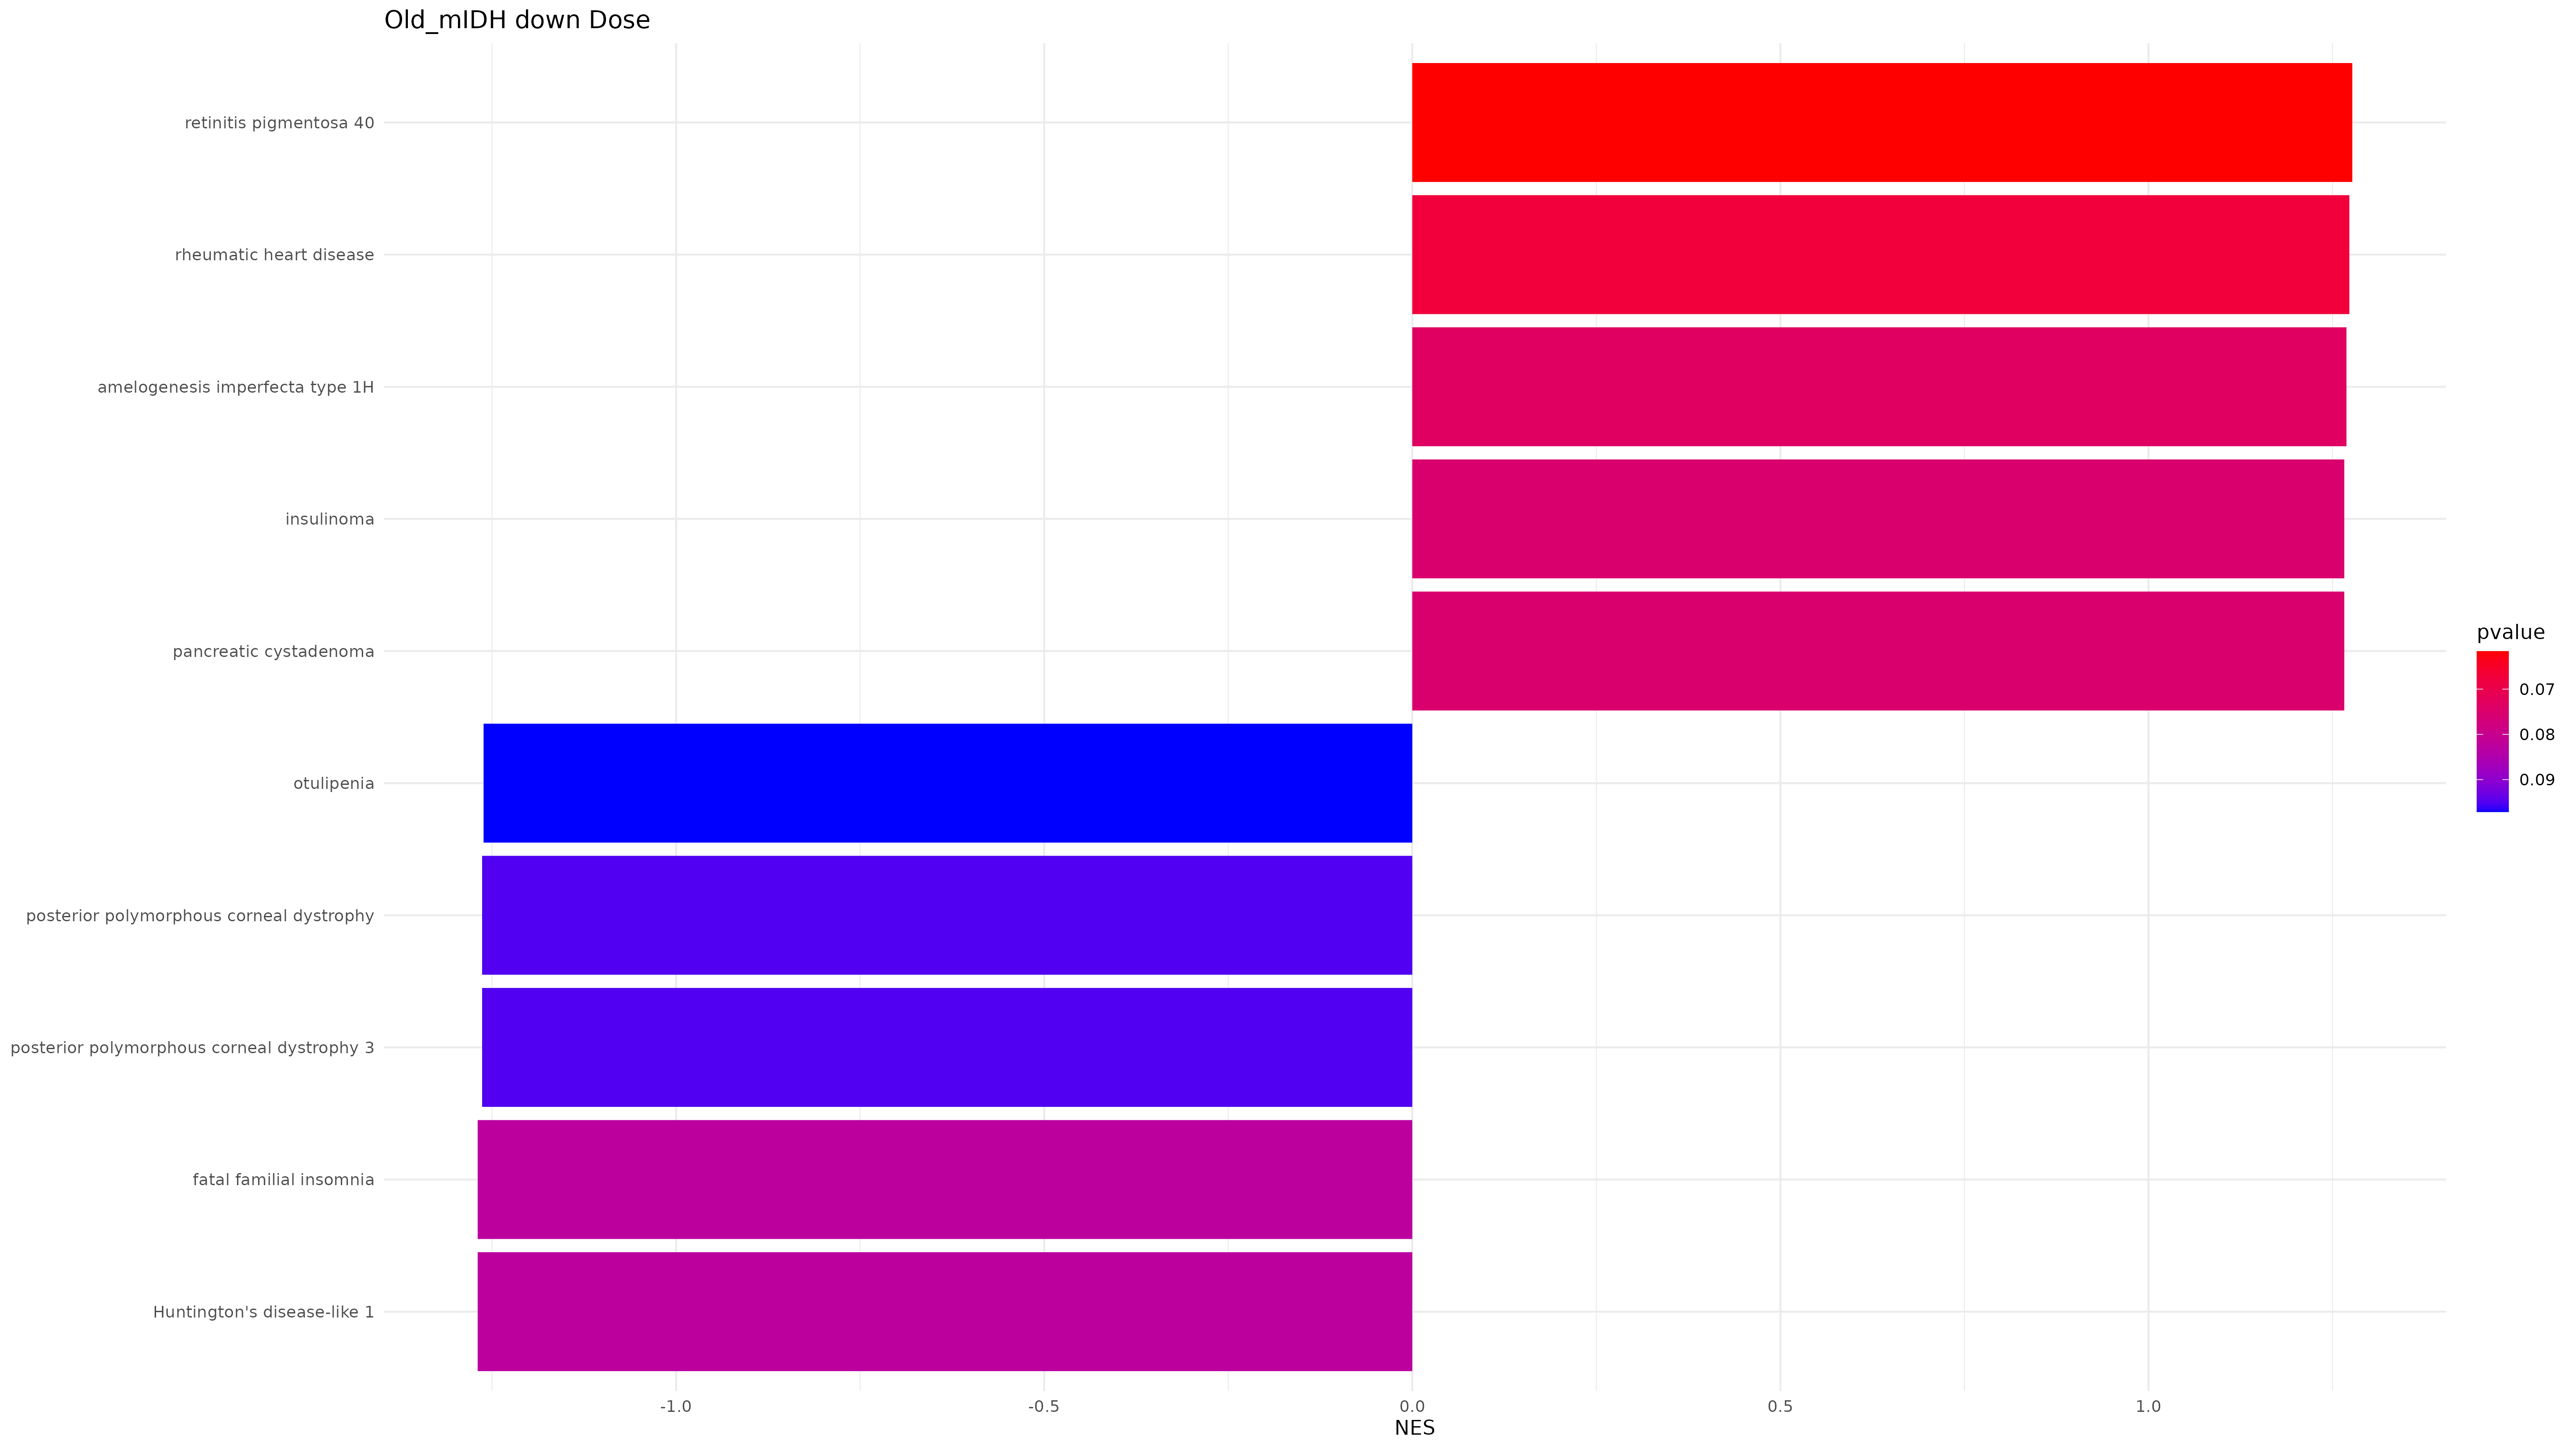 Old_mIDH down Dose
retinitis pigmentosa 40
rheumatic heart disease
amelogenesis imperfecta type 1H
insulinoma
pancreatic cystadenoma
otulipenia
posterior polymorphous corneal dystrophy
posterior polymorphous corneal dystrophy 3
fatal familial insomnia
Huntington's disease-like 1
-1.0 -0.5 0.0 0.5 1.0
NES
pvalue
0.07
0.08
0.09